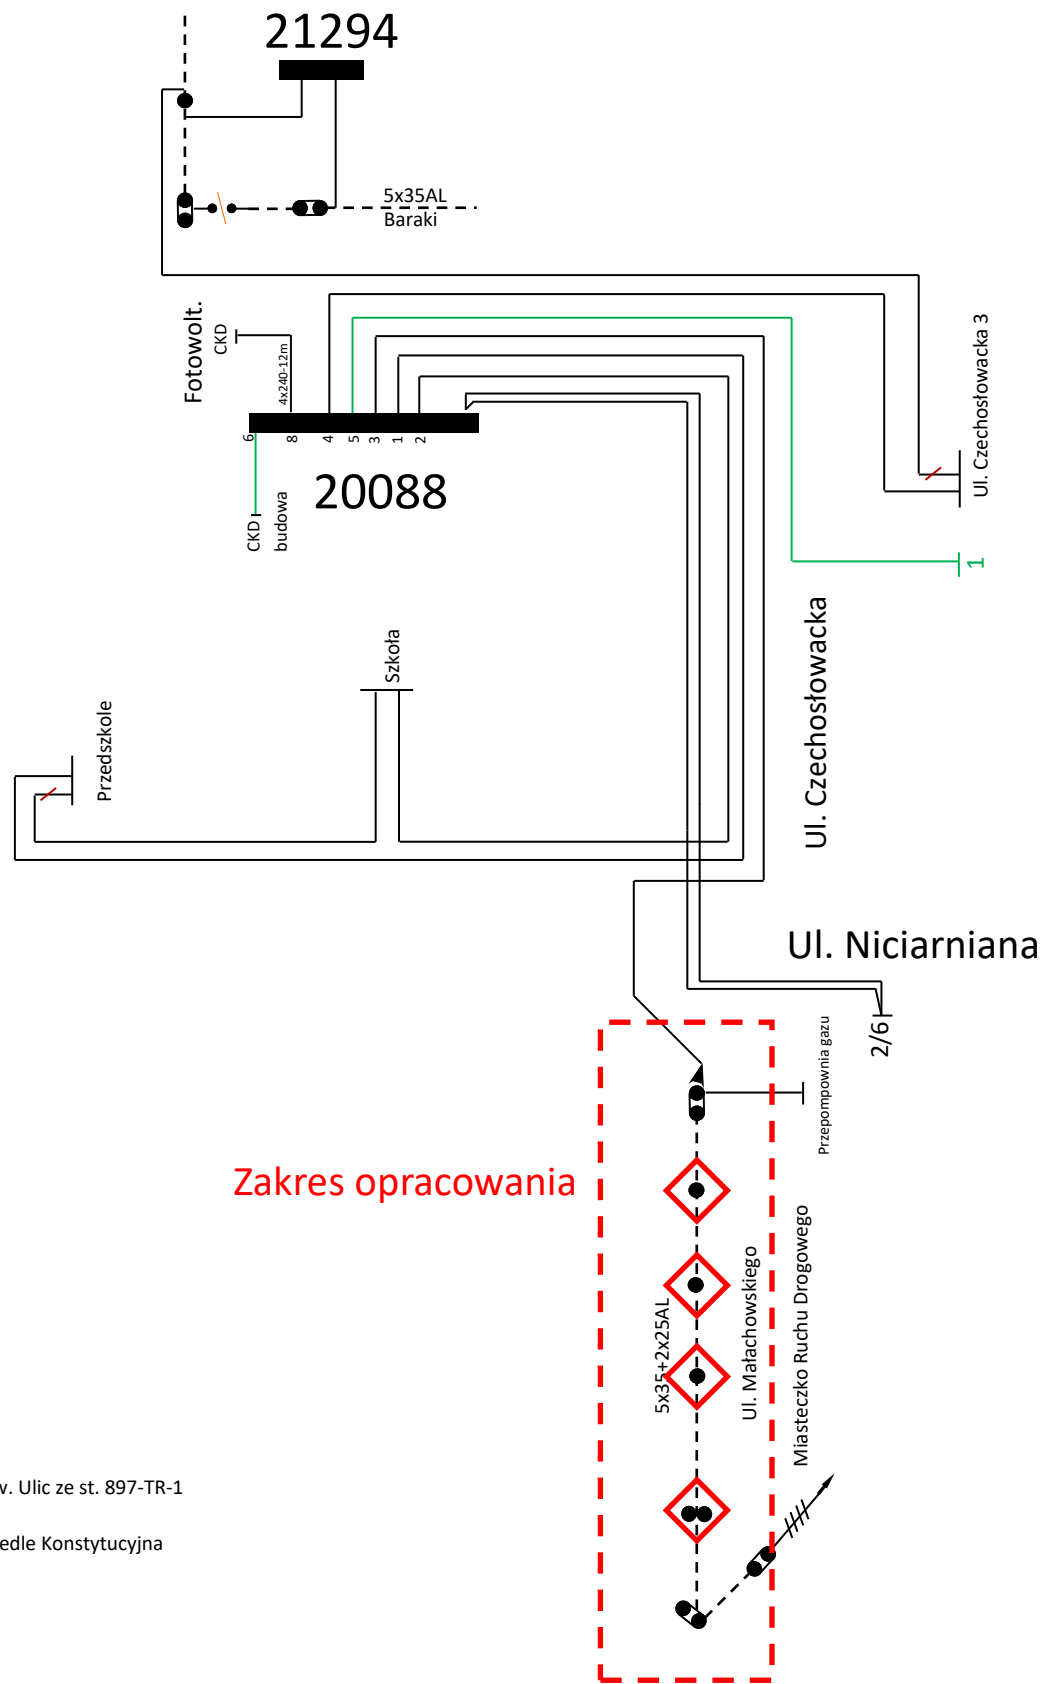 21294
5x35AL
Baraki
Fotowolt.
CKD
4x240-12m
6
8
4
5
3
1
2
20088
CKD
budowa
Ul. Czechosłowacka 3
1
Szkoła
Przedszkole
Ul. Czechosłowacka
Ul. Niciarniana
2/6
Przepompownia gazu
Zakres opracowania
5x35+2x25AL
Ul. Małachowskiego
Miasteczko Ruchu Drogowego
w. Ulic ze st. 897-TR-1
edle Konstytucyjna